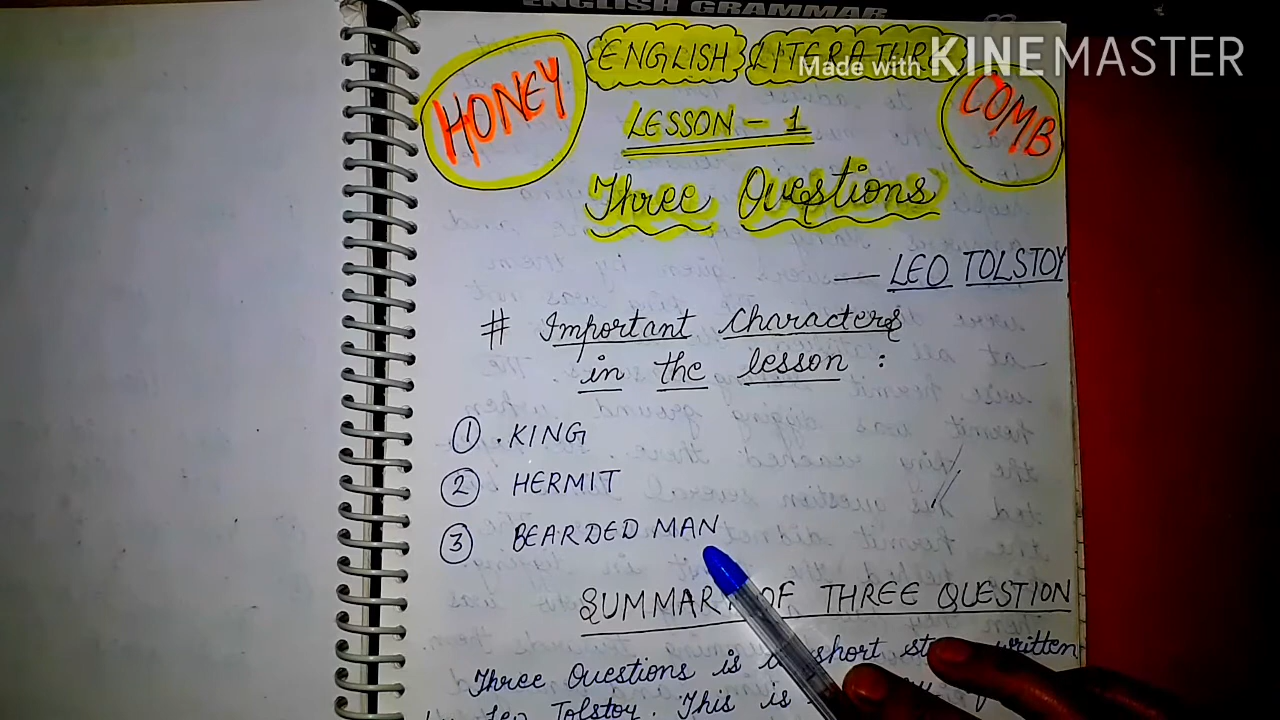 ENGLISH GRAMMAR
Made with KINEMASTER
HONEY
ENGLISH LITERATURE
COMB
LESSON - 1
Three Questions
— LEO TOLSTOY
# Important characters
in the lesson :
① .KING
② HERMIT
③ BEARDED MAN
SUMMARY OF THREE QUESTION
Three Questions is a short story written
Leo Tolstoy. This is